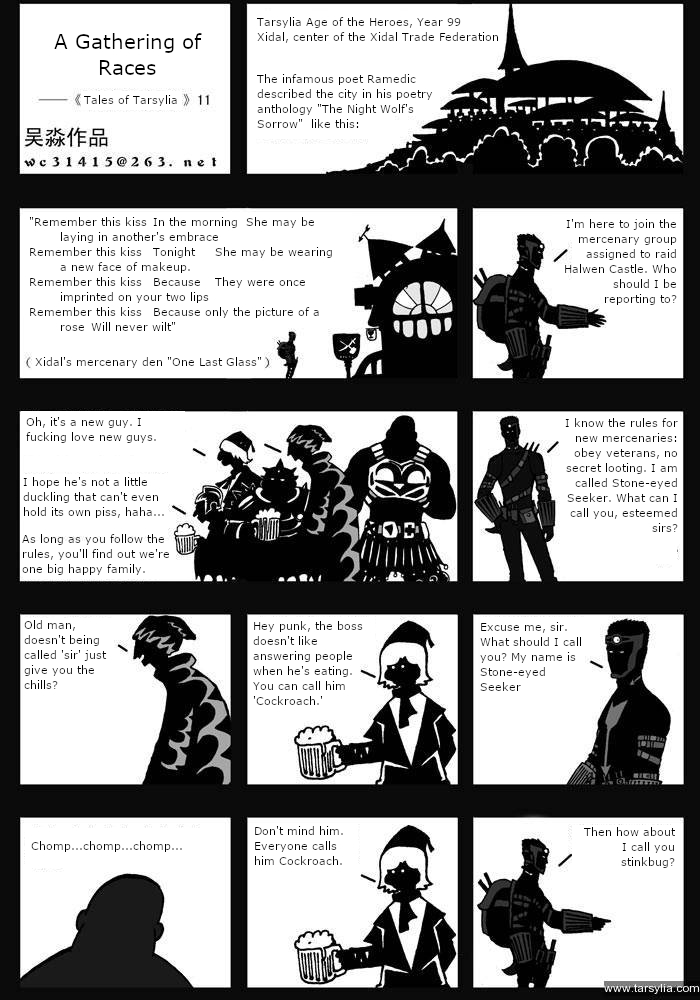 A Gathering of
Races
——《 Tales of Tarsylia 》 11
吴淼作品
wc31415@263.net
Tarsylia Age of the Heroes, Year 99
Xidal, center of the Xidal Trade Federation
The infamous poet Ramedic
described the city in his poetry
anthology "The Night Wolf's
Sorrow" like this:
"Remember this kiss In the morning She may be
laying in another's embrace
Remember this kiss Tonight She may be wearing
a new face of makeup.
Remember this kiss Because They were once
imprinted on your two lips
Remember this kiss Because only the picture of a
rose Will never wilt"
( Xidal's mercenary den "One Last Glass" )
I'm here to join the
mercenary group
assigned to raid
Halwen Castle. Who
should I be
reporting to?
Oh, it's a new guy. I
fucking love new guys.
I hope he's not a little
duckling that can't even
hold its own piss, haha...
As long as you follow the
rules, you'll find out we're
one big happy family.
I know the rules for
new mercenaries:
obey veterans, no
secret looting. I am
called Stone-eyed
Seeker. What can I
call you, esteemed
sirs?
Old man,
doesn't being
called 'sir' just
give you the
chills?
Hey punk, the boss
doesn't like
answering people
when he's eating.
You can call him
'Cockroach.'
Excuse me, sir.
What should I call
you? My name is
Stone-eyed
Seeker
Chomp...chomp...chomp...
Don't mind him.
Everyone calls
him Cockroach.
Then how about
I call you
stinkbug?
www.tarsylia.com